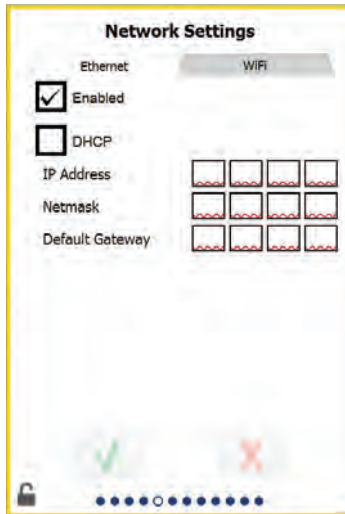 Network Settings
Ethernet WiFi
Enabled
DHCP
IP Address
Netmask
Default Gateway